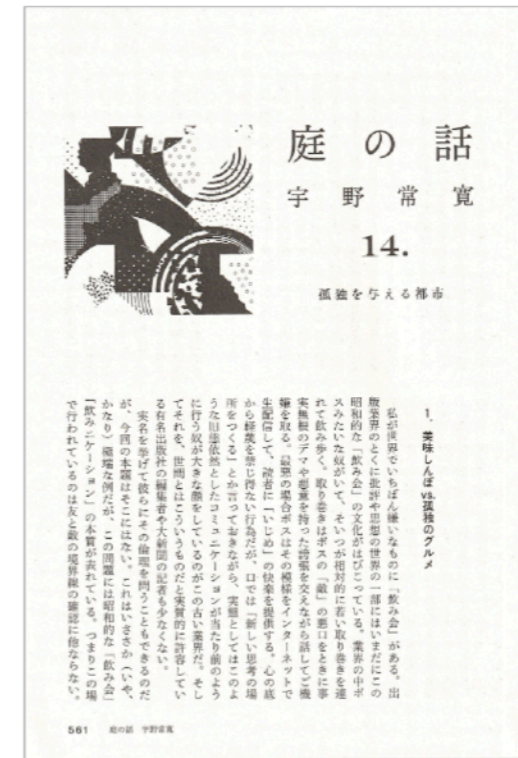 庭の話
宇野常寛
14.
孤独を与える都市
1. 美味しんぼ vs. 孤独のグルメ
私が世界でいちばん嫌いなものに「飲み会」がある。出
版業界のとくに批評や思想の世界の一部にはいまだにこの
昭和的な「飲み会」の文化がはびこっている。業界の中ボ
スみたいな奴がいて、そいつが相対的に若い取り巻きを連
れて飲み歩く。取り巻きはボスの「敵」の悪口をときに事
実無根のデマや悪意を持った誇張を交えながら話してご機
嫌を取る。最悪の場合ボスはその模様をインターネットで
生配信して、読者に「いじめ」の快楽を提供する。心の底
から軽蔑を禁じ得ない行為だが、口では「新しい思考の場
所をつくる」とか言っておきながら、実態としてはこのよ
うな旧態依然としたコミュニケーションが当たり前のよう
に行う奴が大きな顔をしているのがこの古い業界だ。そし
てそれを、世間とはこういうものだと実質的に許容してい
る有名出版社の編集者や大新聞の記者も少なくない。
実名を挙げて彼らにその倫理を問うこともできるのだ
が、今回の本題はそこにはない。これはいささか(いや、
かなり)極端な例だが、この問題には昭和的な「飲み会」
「飲みニケーション」の本質が表れている。つまりこの場
で行われているのは友と敵の境界線の確認に他ならない。
561 庭の話 宇野常寛